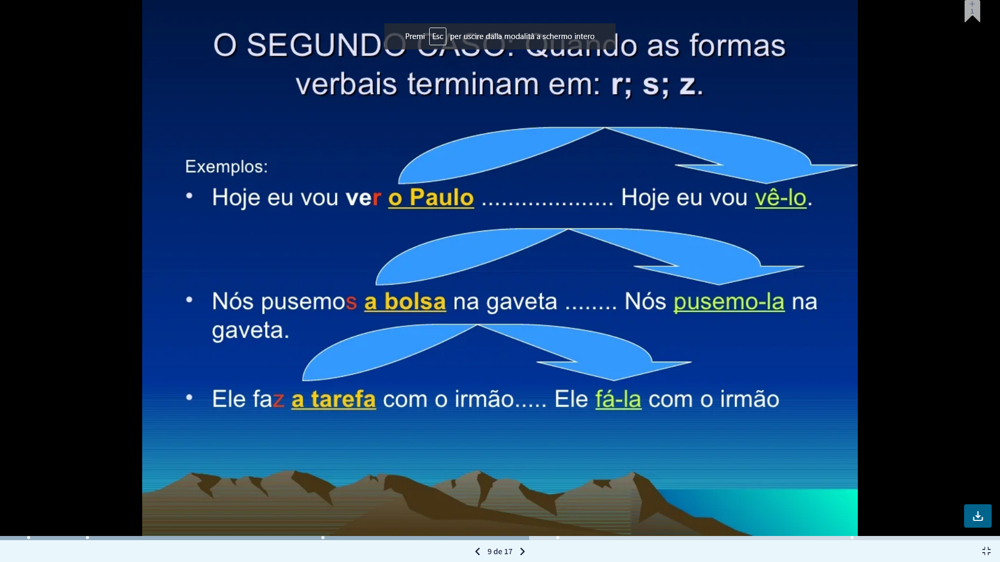 +
1
Premi Esc per uscire dalla modalità a schermo intero
O SEGUNDO CASO: Quando as formas
verbais terminam em: r; s; z.
Exemplos:
• Hoje eu vou ver o Paulo .................... Hoje eu vou vê-lo.
• Nós pusemos a bolsa na gaveta ........ Nós pusemo-la na
gaveta.
• Ele faz a tarefa com o irmão..... Ele fá-la com o irmão
9 de 17